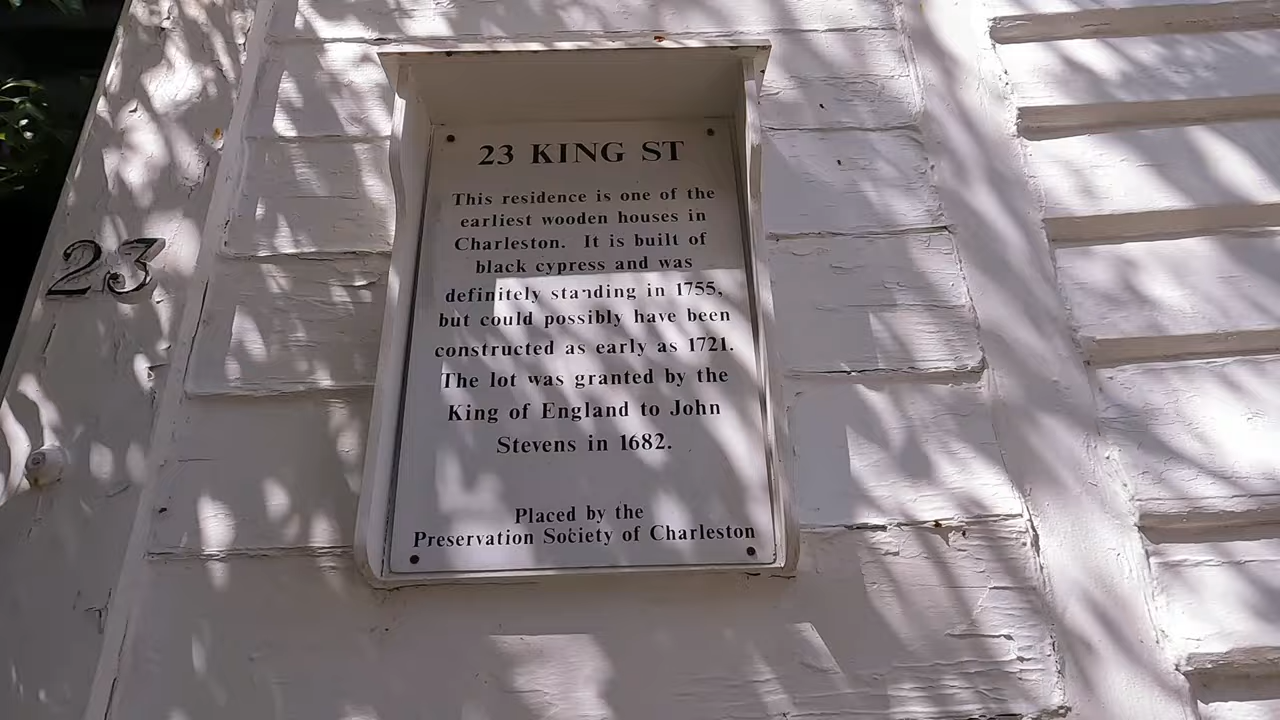 23
23 KING ST
This residence is one of the
earliest wooden houses in
Charleston. It is built of
black cypress and was
definitely standing in 1755,
but could possibly have been
constructed as early as 1721.
The lot was granted by the
King of England to John
Stevens in 1682.
Placed by the
Preservation Society of Charleston